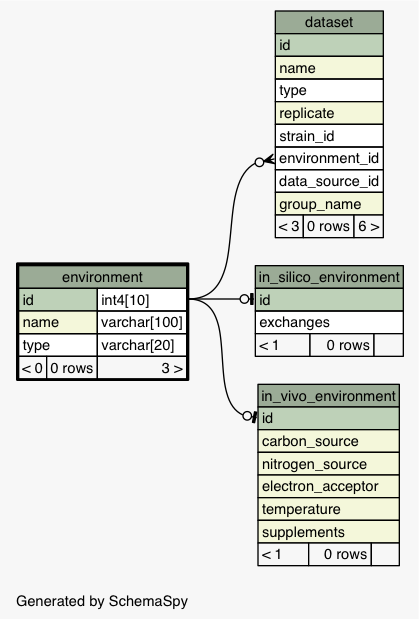 dataset
id
name
type
replicate
strain_id
environment_id
data_source_id
group_name
< 3 0 rows 6 >
environment
id int4[10]
name varchar[100]
type varchar[20]
< 0 0 rows 3 >
in_silico_environment
id
exchanges
< 1 0 rows
in_vivo_environment
id
carbon_source
nitrogen_source
electron_acceptor
temperature
supplements
< 1 0 rows
Generated by SchemaSpy